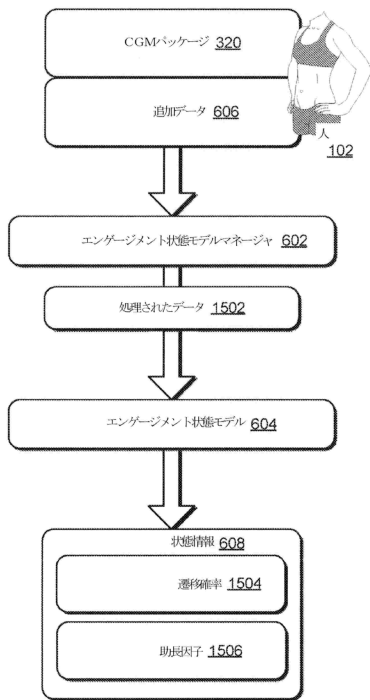 CGMパッケージ 320
追加データ 606
人
102
エンゲージメント状態モデルマネージャ 602
処理されたデータ 1502
エンゲージメント状態モデル 604
状態情報 608
遷移確率 1504
助長因子 1506